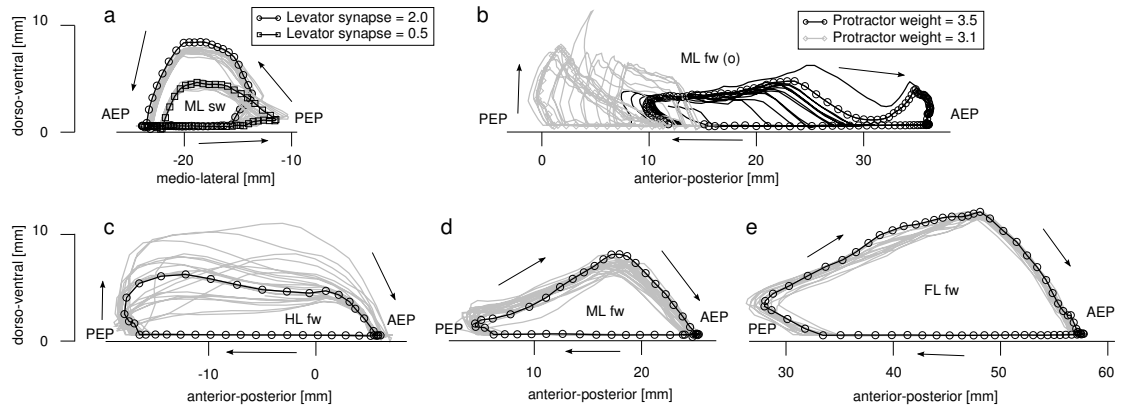 a
Levator synapse = 2.0
Levator synapse = 0.5
b
Protractor weight = 3.5
Protractor weight = 3.1
dorso-ventral [mm]
10
0
ML sw
AEP
PEP
-20
-10
medio-lateral [mm]
ML fw (o)
PEP
AEP
0
10
20
30
anterior-posterior [mm]
c
d
e
dorso-ventral [mm]
10
0
HL fw
PEP
AEP
-10
0
anterior-posterior [mm]
ML fw
PEP
AEP
10
20
anterior-posterior [mm]
FL fw
PEP
AEP
30
40
50
60
anterior-posterior [mm]